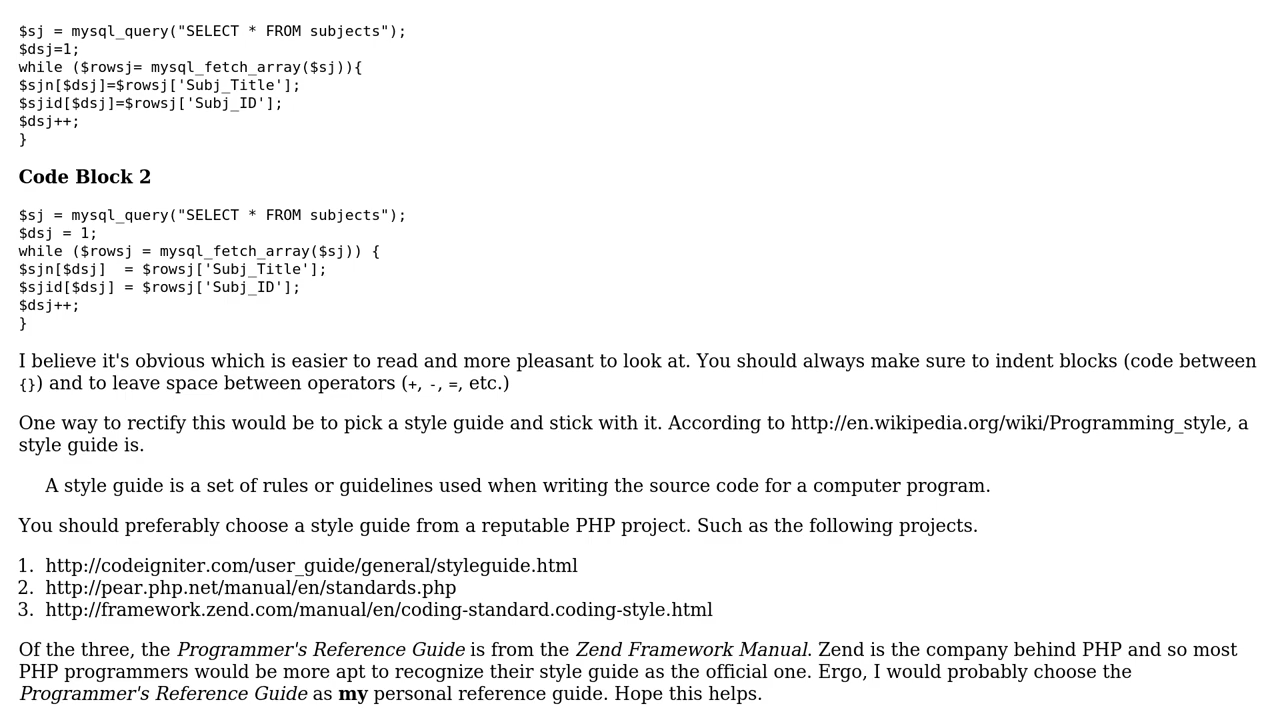 $sj = mysql_query("SELECT * FROM subjects");
$dsj=1;
while ($rowsj= mysql_fetch_array($sj)){
$sjn[$dsj]=$rowsj['Subj_Title'];
$sjid[$dsj]=$rowsj['Subj_ID'];
$dsj++;
}
Code Block 2
$sj = mysql_query("SELECT * FROM subjects");
$dsj = 1;
while ($rowsj = mysql_fetch_array($sj)) {
$sjn[$dsj]  = $rowsj['Subj_Title'];
$sjid[$dsj] = $rowsj['Subj_ID'];
$dsj++;
}
I believe it's obvious which is easier to read and more pleasant to look at. You should always make sure to indent blocks (code between
{}) and to leave space between operators (+, -, =, etc.)
One way to rectify this would be to pick a style guide and stick with it. According to http://en.wikipedia.org/wiki/Programming_style, a
style guide is.
A style guide is a set of rules or guidelines used when writing the source code for a computer program.
You should preferably choose a style guide from a reputable PHP project. Such as the following projects.
1. http://codeigniter.com/user_guide/general/styleguide.html
2. http://pear.php.net/manual/en/standards.php
3. http://framework.zend.com/manual/en/coding-standard.coding-style.html
Of the three, the Programmer's Reference Guide is from the Zend Framework Manual. Zend is the company behind PHP and so most
PHP programmers would be more apt to recognize their style guide as the official one. Ergo, I would probably choose the
Programmer's Reference Guide as my personal reference guide. Hope this helps.